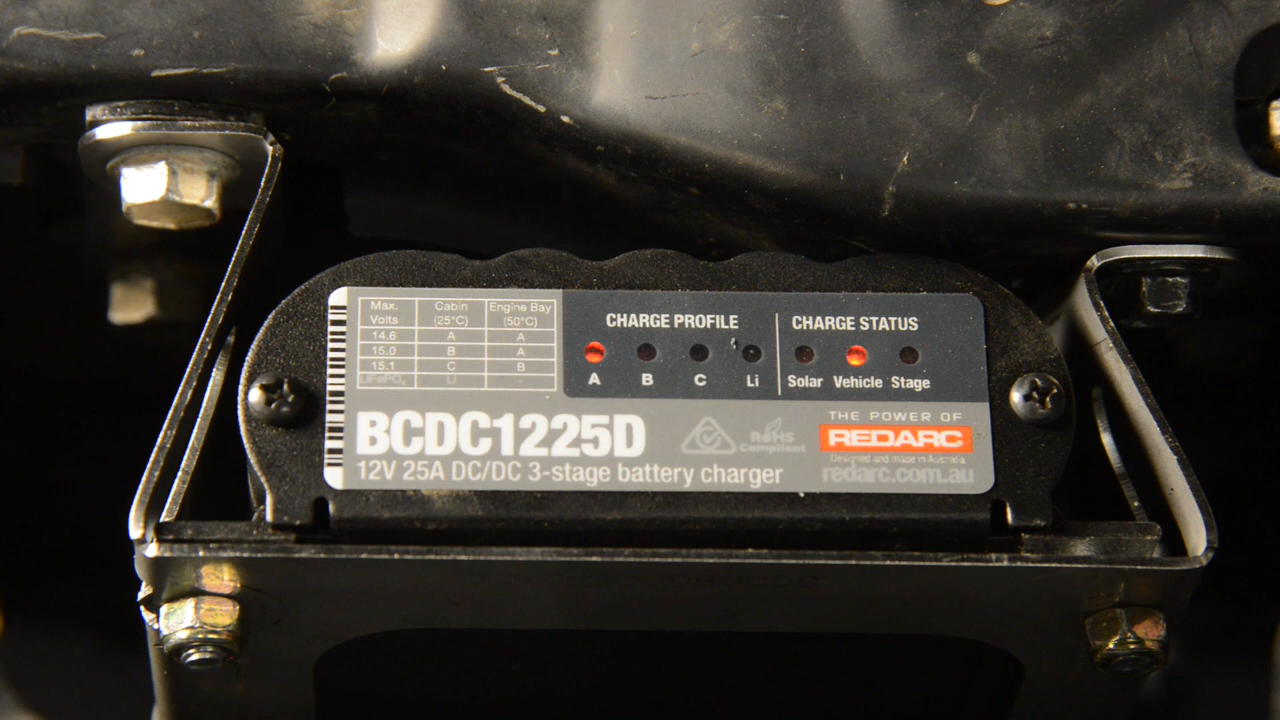 Max. Volts Cabin (25°C) Engine Bay (50°C)
14.6 A A
15.0 B A
15.1 C B
LiFePO₄ Li -
CHARGE PROFILE
A B C Li
CHARGE STATUS
Solar Vehicle Stage
BCDC1225D
12V 25A DC/DC 3-stage battery charger
RoHS
Compliant
THE POWER OF
REDARC
Designed and made in Australia
redarc.com.au